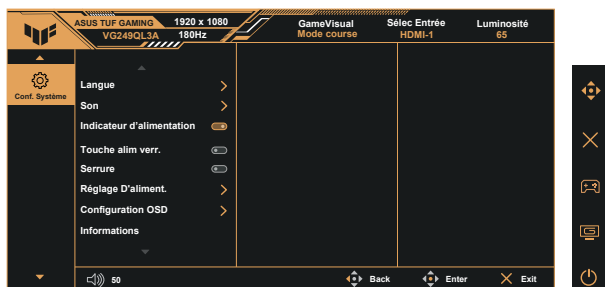 ASUS TUF GAMING 1920 x 1080
VG249QL3A 180Hz
GameVisual
Mode course
Sélec Entrée
HDMI-1
Luminosité
65
Conf. Système
Langue
Son
Indicateur d'alimentation
Touche alim verr.
Serrure
Réglage D'aliment.
Configuration OSD
Informations
50 Back Enter Exit